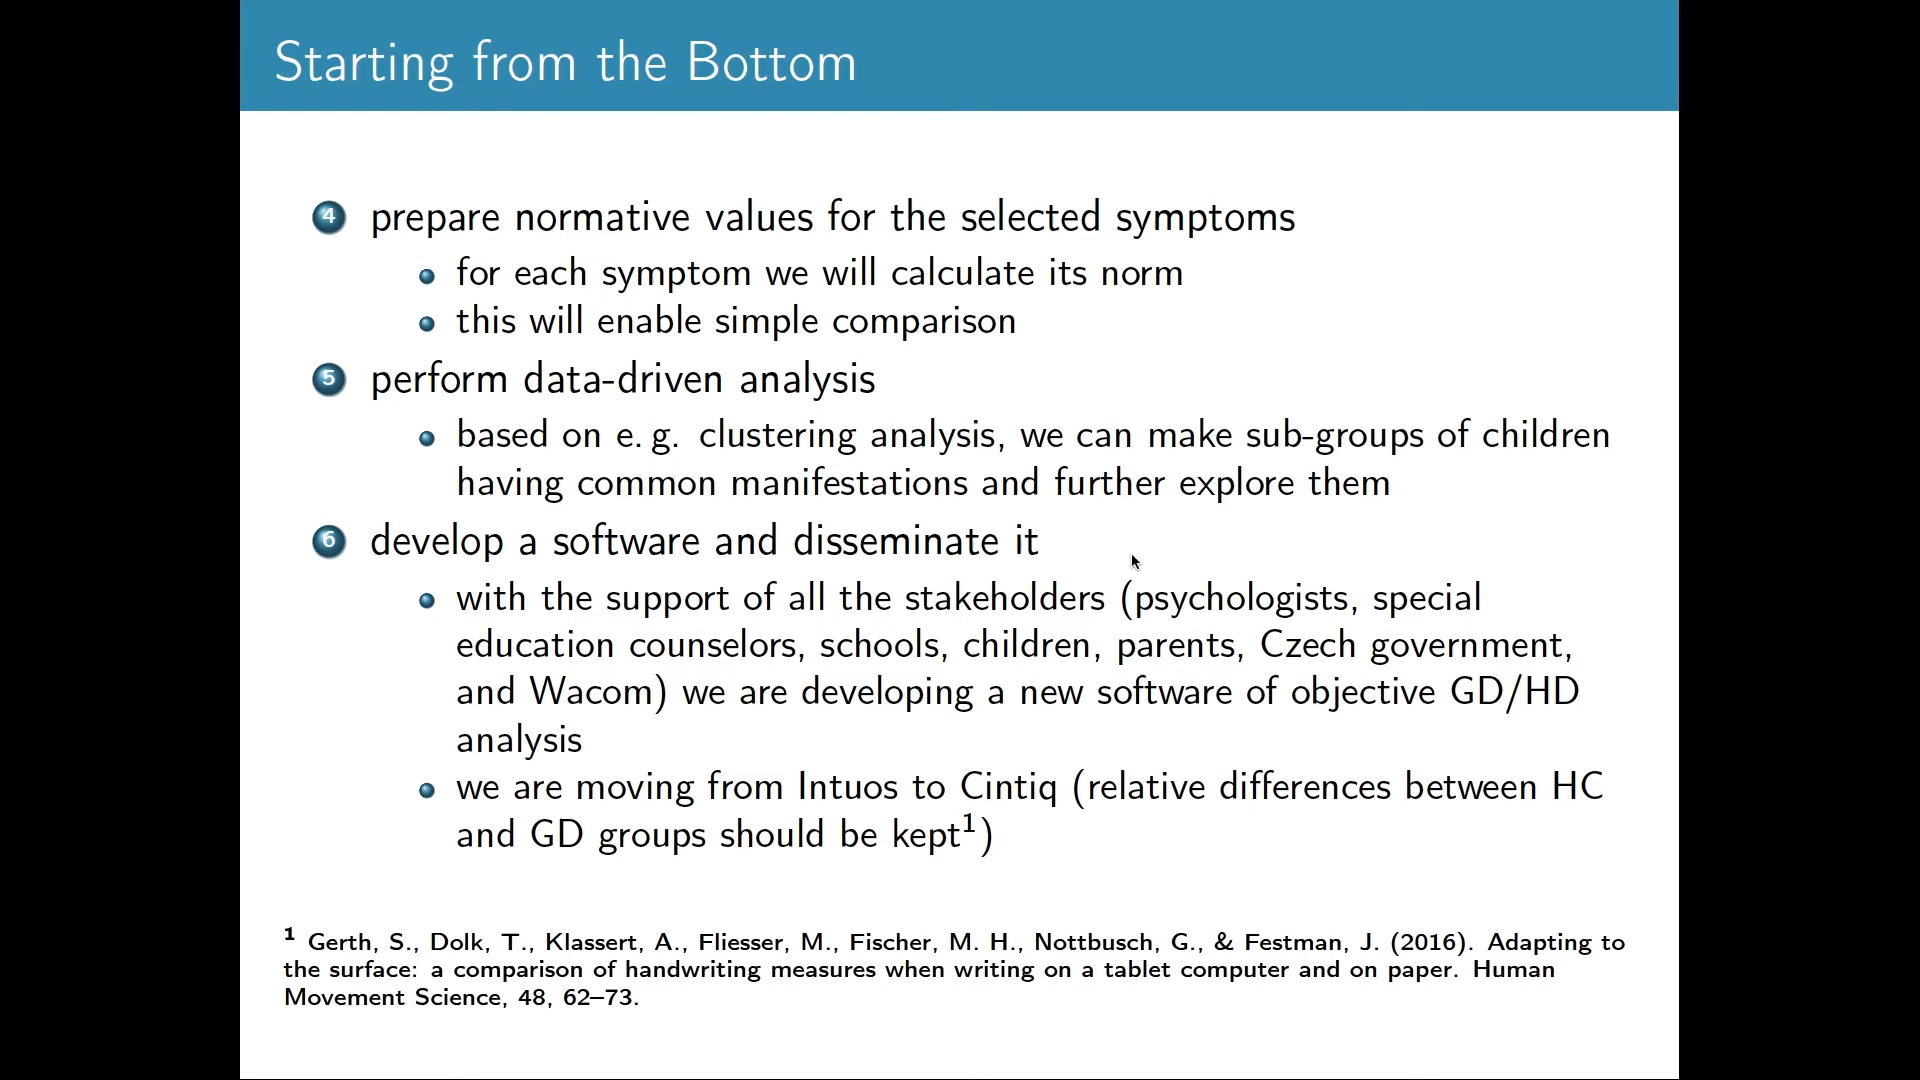 Starting from the Bottom
4 prepare normative values for the selected symptoms
for each symptom we will calculate its norm
this will enable simple comparison
5 perform data-driven analysis
based on e. g. clustering analysis, we can make sub-groups of children
having common manifestations and further explore them
6 develop a software and disseminate it
with the support of all the stakeholders (psychologists, special
education counselors, schools, children, parents, Czech government,
and Wacom) we are developing a new software of objective GD/HD
analysis
we are moving from Intuos to Cintiq (relative differences between HC
and GD groups should be kept¹)
¹ Gerth, S., Dolk, T., Klassert, A., Fliesser, M., Fischer, M. H., Nottbusch, G., & Festman, J. (2016). Adapting to
the surface: a comparison of handwriting measures when writing on a tablet computer and on paper. Human
Movement Science, 48, 62–73.